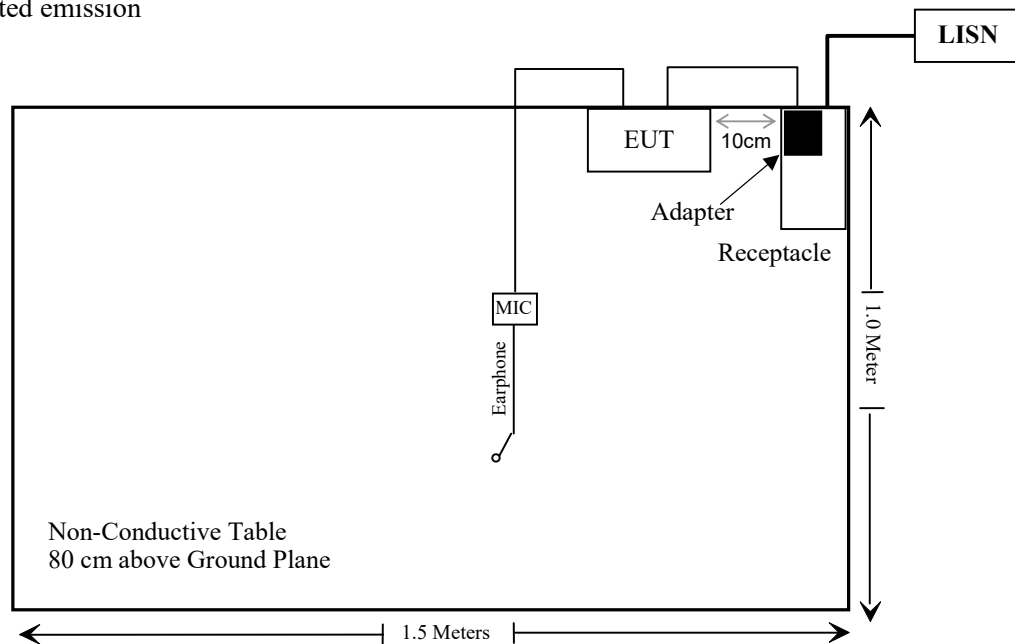 emission
LISN
EUT
10cm
Adapter
Receptacle
MIC
Earphone
1.0 Meter
Non-Conductive Table
80 cm above Ground Plane
1.5 Meters